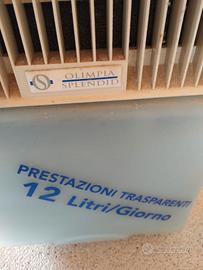 OLIMPIA
SPLENDID
PRESTAZIONI TRASPARENTI
12 Litri/Giorno